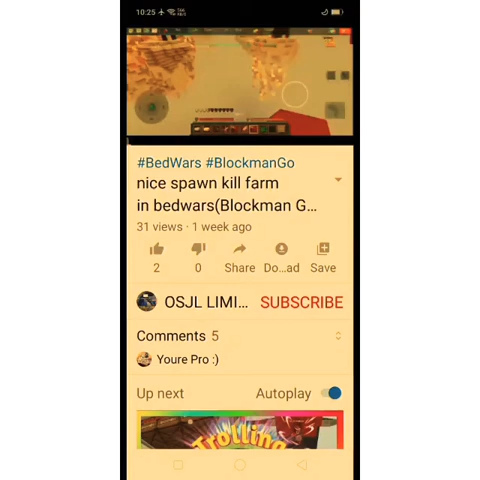 10:25
#BedWars #BlockmanGo
nice spawn kill farm
in bedwars(Blockman G...
31 views · 1 week ago
2
0
Share
Do...ad
Save
OSJL LIMI...
SUBSCRIBE
Comments 5
Youre Pro :)
Up next
Autoplay
Trolling